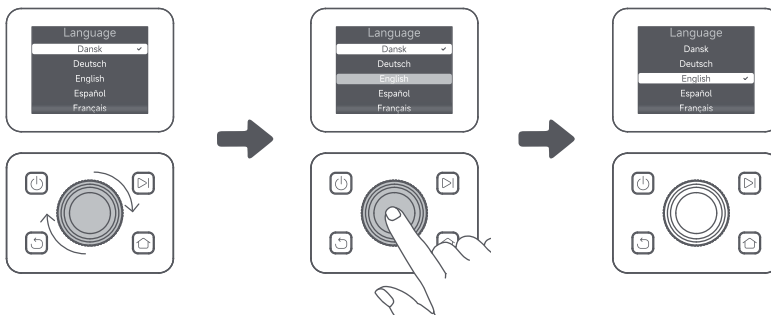 Language
Dansk
Deutsch
English
Español
Français
Language
Dansk
Deutsch
English
Español
Français
Language
Dansk
Deutsch
English
Español
Français